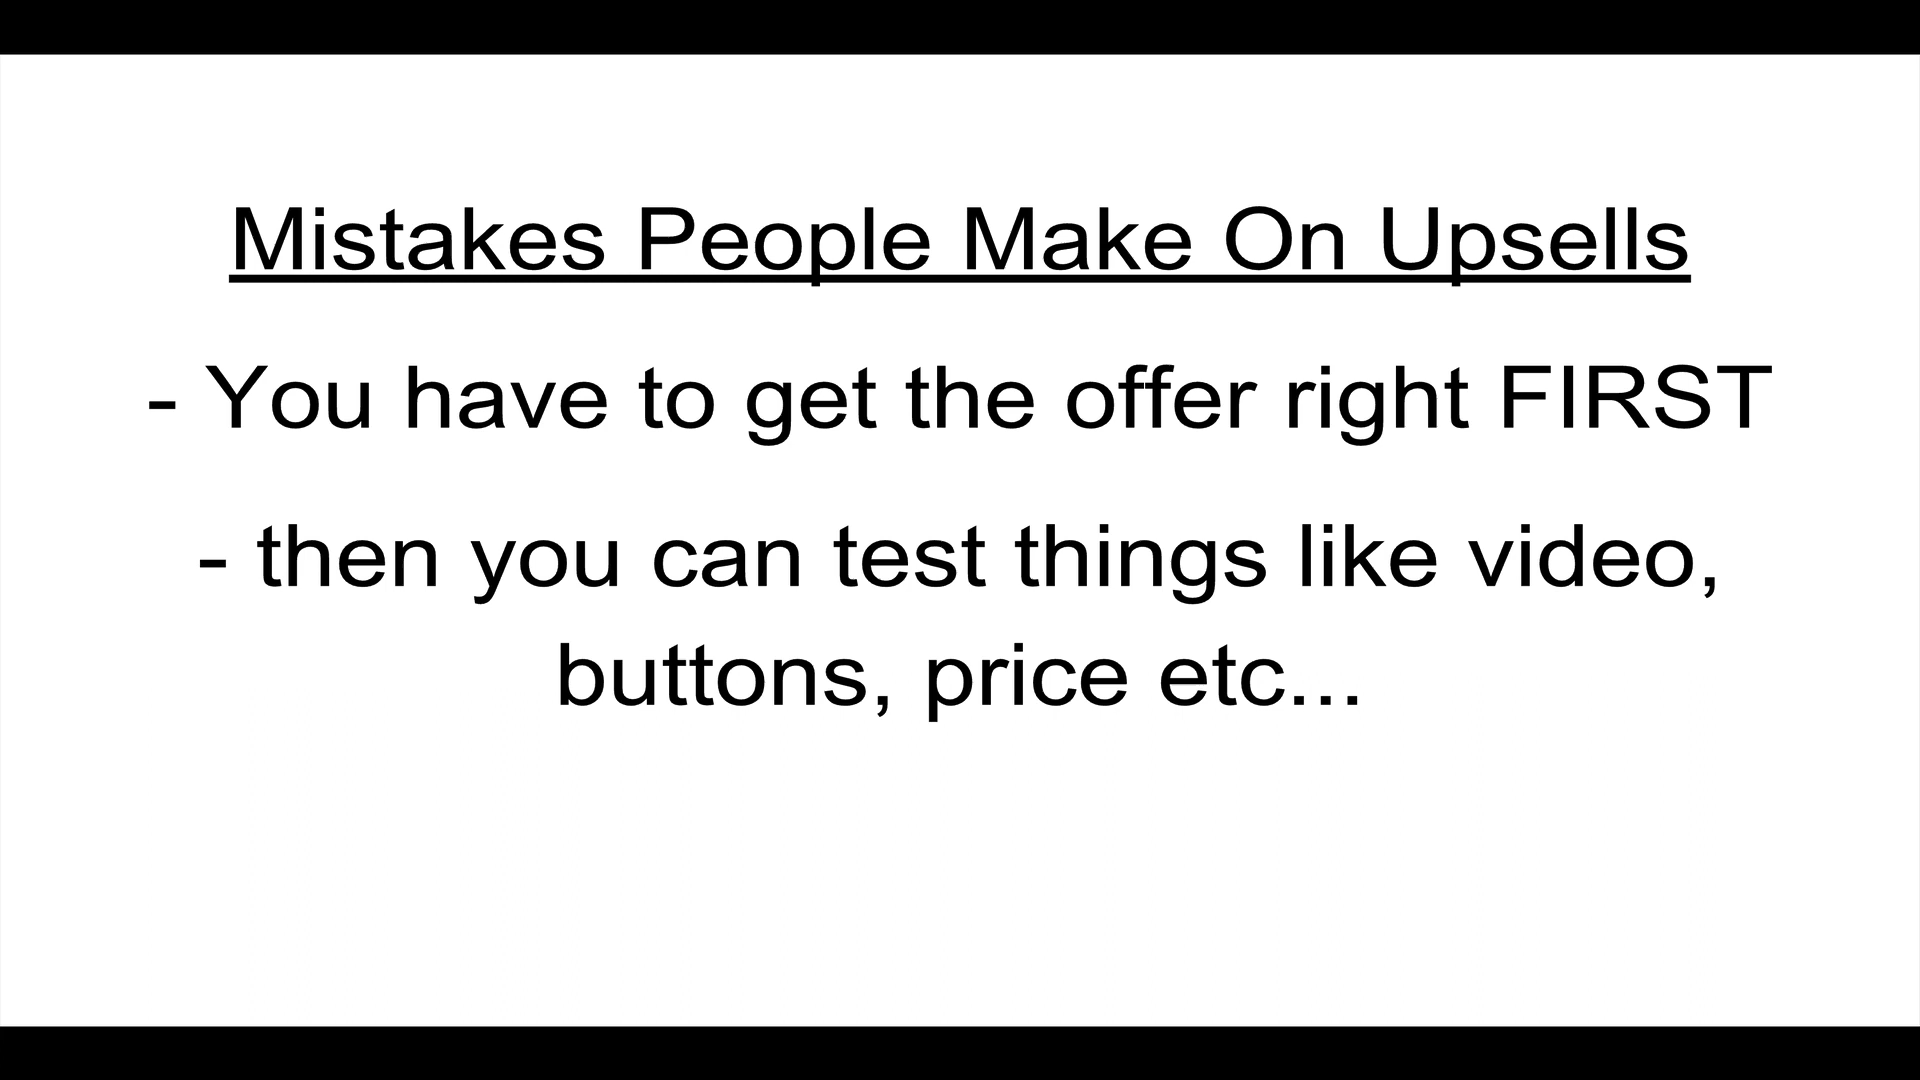 Mistakes People Make On Upsells
- You have to get the offer right FIRST
- then you can test things like video,
buttons, price etc...